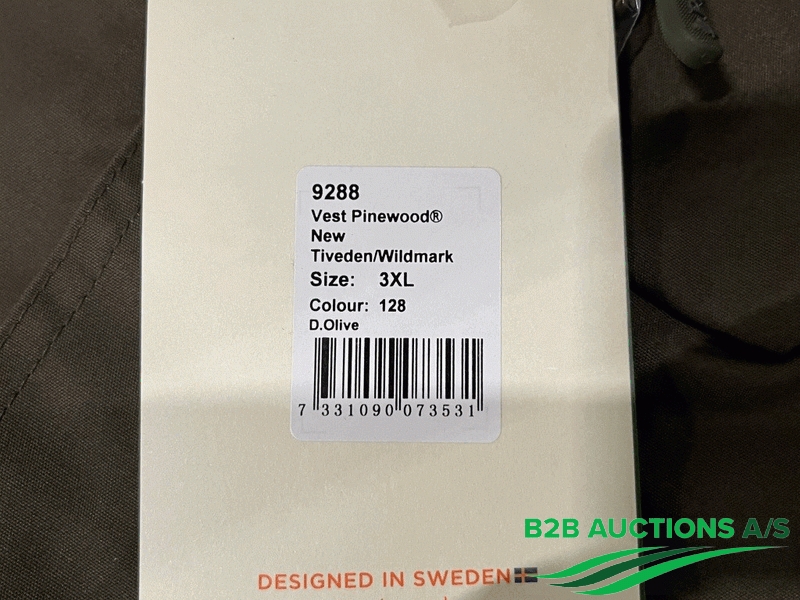 9288
Vest Pinewood®
New
Tiveden/Wildmark
Size: 3XL
Colour: 128
D.Olive
7 331090 073531
B2B AUCTIONS A/S
DESIGNED IN SWEDEN